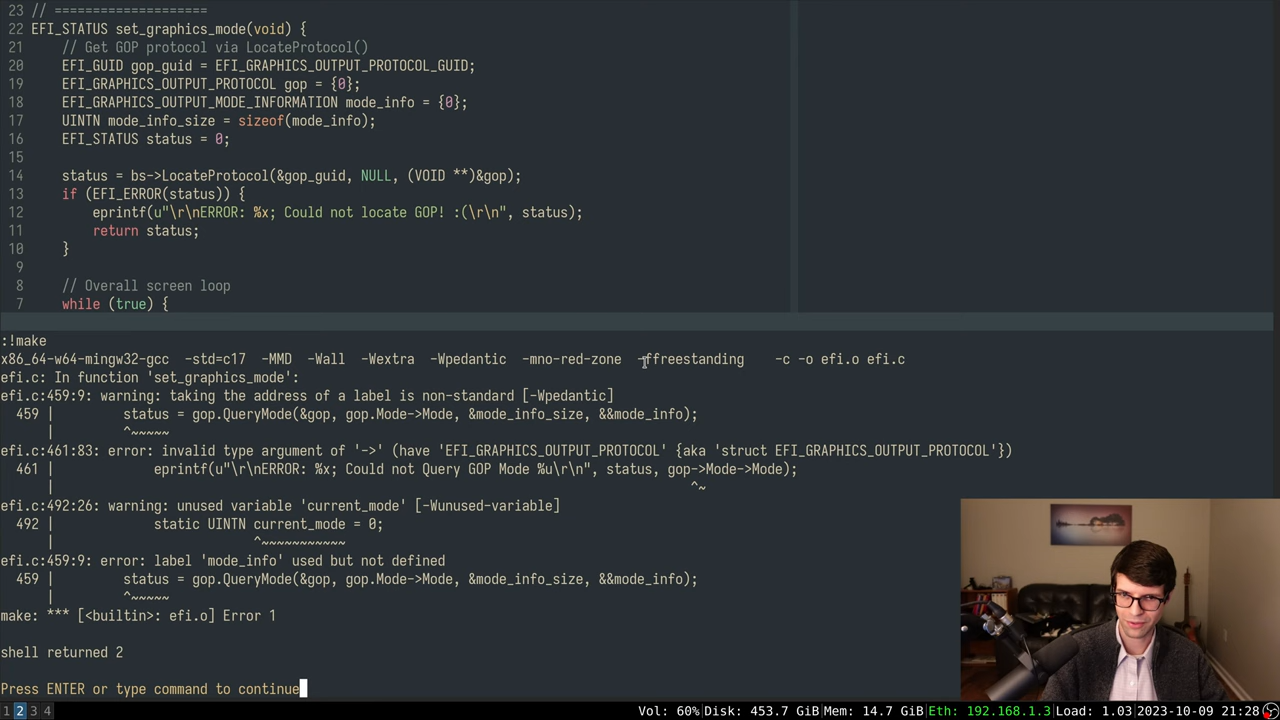 23 // ====================
22 EFI_STATUS set_graphics_mode(void) {
21     // Get GOP protocol via LocateProtocol()
20     EFI_GUID gop_guid = EFI_GRAPHICS_OUTPUT_PROTOCOL_GUID;
19     EFI_GRAPHICS_OUTPUT_PROTOCOL gop = {0};
18     EFI_GRAPHICS_OUTPUT_MODE_INFORMATION mode_info = {0};
17     UINTN mode_info_size = sizeof(mode_info);
16     EFI_STATUS status = 0;
15
14     status = bs->LocateProtocol(&gop_guid, NULL, (VOID **)&gop);
13     if (EFI_ERROR(status)) {
12         eprintf(u"\r\nERROR: %x; Could not locate GOP! :(\r\n", status);
11         return status;
10     }
9
8     // Overall screen loop
7     while (true) {
:!make
x86_64-w64-mingw32-gcc  -std=c17  -MMD  -Wall  -Wextra  -Wpedantic  -mno-red-zone  -ffreestanding    -c -o efi.o efi.c
efi.c: In function 'set_graphics_mode':
efi.c:459:9: warning: taking the address of a label is non-standard [-Wpedantic]
  459 |         status = gop.QueryMode(&gop, gop.Mode->Mode, &mode_info_size, &&mode_info);
      |         ^~~~~~
efi.c:461:83: error: invalid type argument of '->' (have 'EFI_GRAPHICS_OUTPUT_PROTOCOL' {aka 'struct EFI_GRAPHICS_OUTPUT_PROTOCOL'})
  461 |             eprintf(u"\r\nERROR: %x; Could not Query GOP Mode %u\r\n", status, gop->Mode->Mode);
      |                                                                                   ^~
efi.c:492:26: warning: unused variable 'current_mode' [-Wunused-variable]
  492 |             static UINTN current_mode = 0;
      |                          ^~~~~~~~~~~~
efi.c:459:9: error: label 'mode_info' used but not defined
  459 |         status = gop.QueryMode(&gop, gop.Mode->Mode, &mode_info_size, &&mode_info);
      |         ^~~~~~
make: *** [<builtin>: efi.o] Error 1

shell returned 2

Press ENTER or type command to continue
1 2 3 4 Vol: 60% Disk: 453.7 GiB Mem: 14.7 GiB Eth: 192.168.1.3 Load: 1.03 2023-10-09 21:28